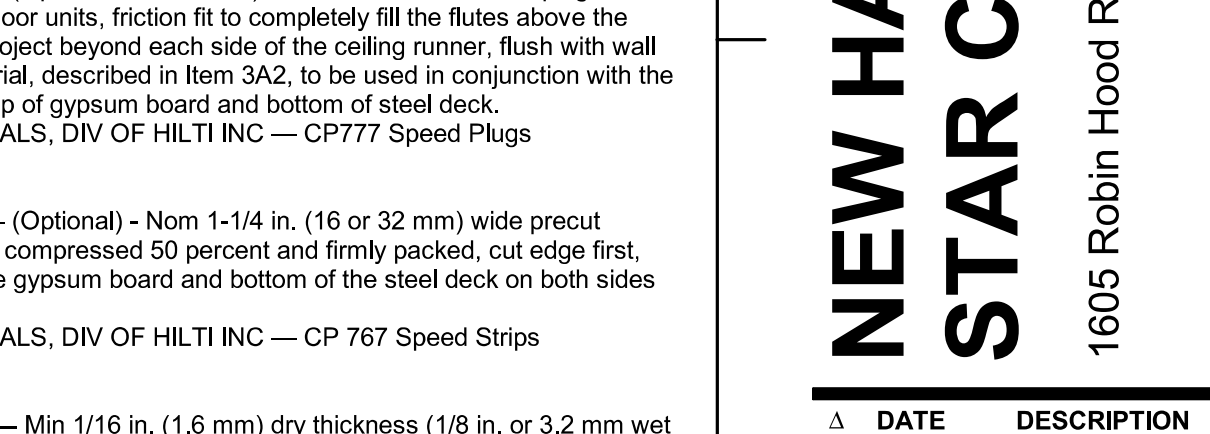 oor units, friction fit to completely fill the flutes above the
oject beyond each side of the ceiling runner, flush with wall
rial, described in Item 3A2, to be used in conjunction with the
p of gypsum board and bottom of steel deck.
ALS, DIV OF HILTI INC — CP777 Speed Plugs
- (Optional) - Nom 1-1/4 in. (16 or 32 mm) wide precut
compressed 50 percent and firmly packed, cut edge first,
e gypsum board and bottom of the steel deck on both sides
ALS, DIV OF HILTI INC — CP 767 Speed Strips
— Min 1/16 in. (1.6 mm) dry thickness (1/8 in. or 3.2 mm wet
NEW HA
STAR C
1605 Robin Hood R
Δ DATE DESCRIPTION